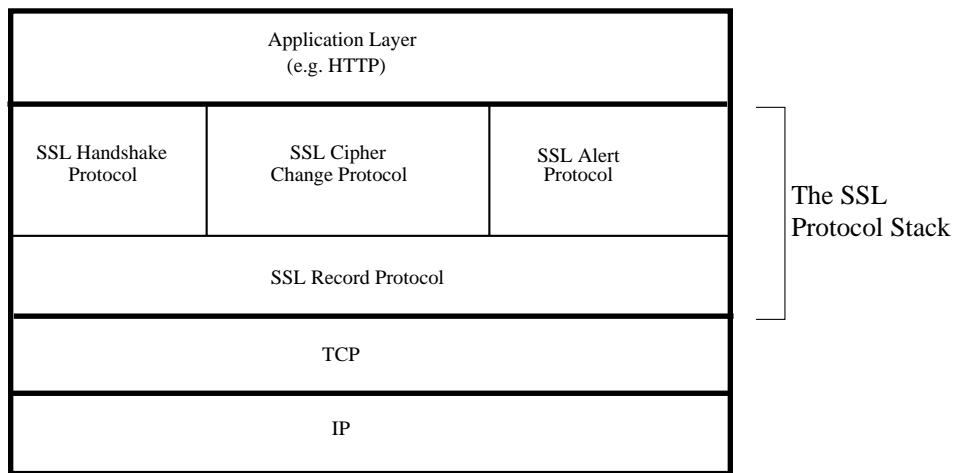 Application Layer
(e.g. HTTP)
SSL Handshake
Protocol
SSL Cipher
Change Protocol
SSL Alert
Protocol
The SSL
Protocol Stack
SSL Record Protocol
TCP
IP